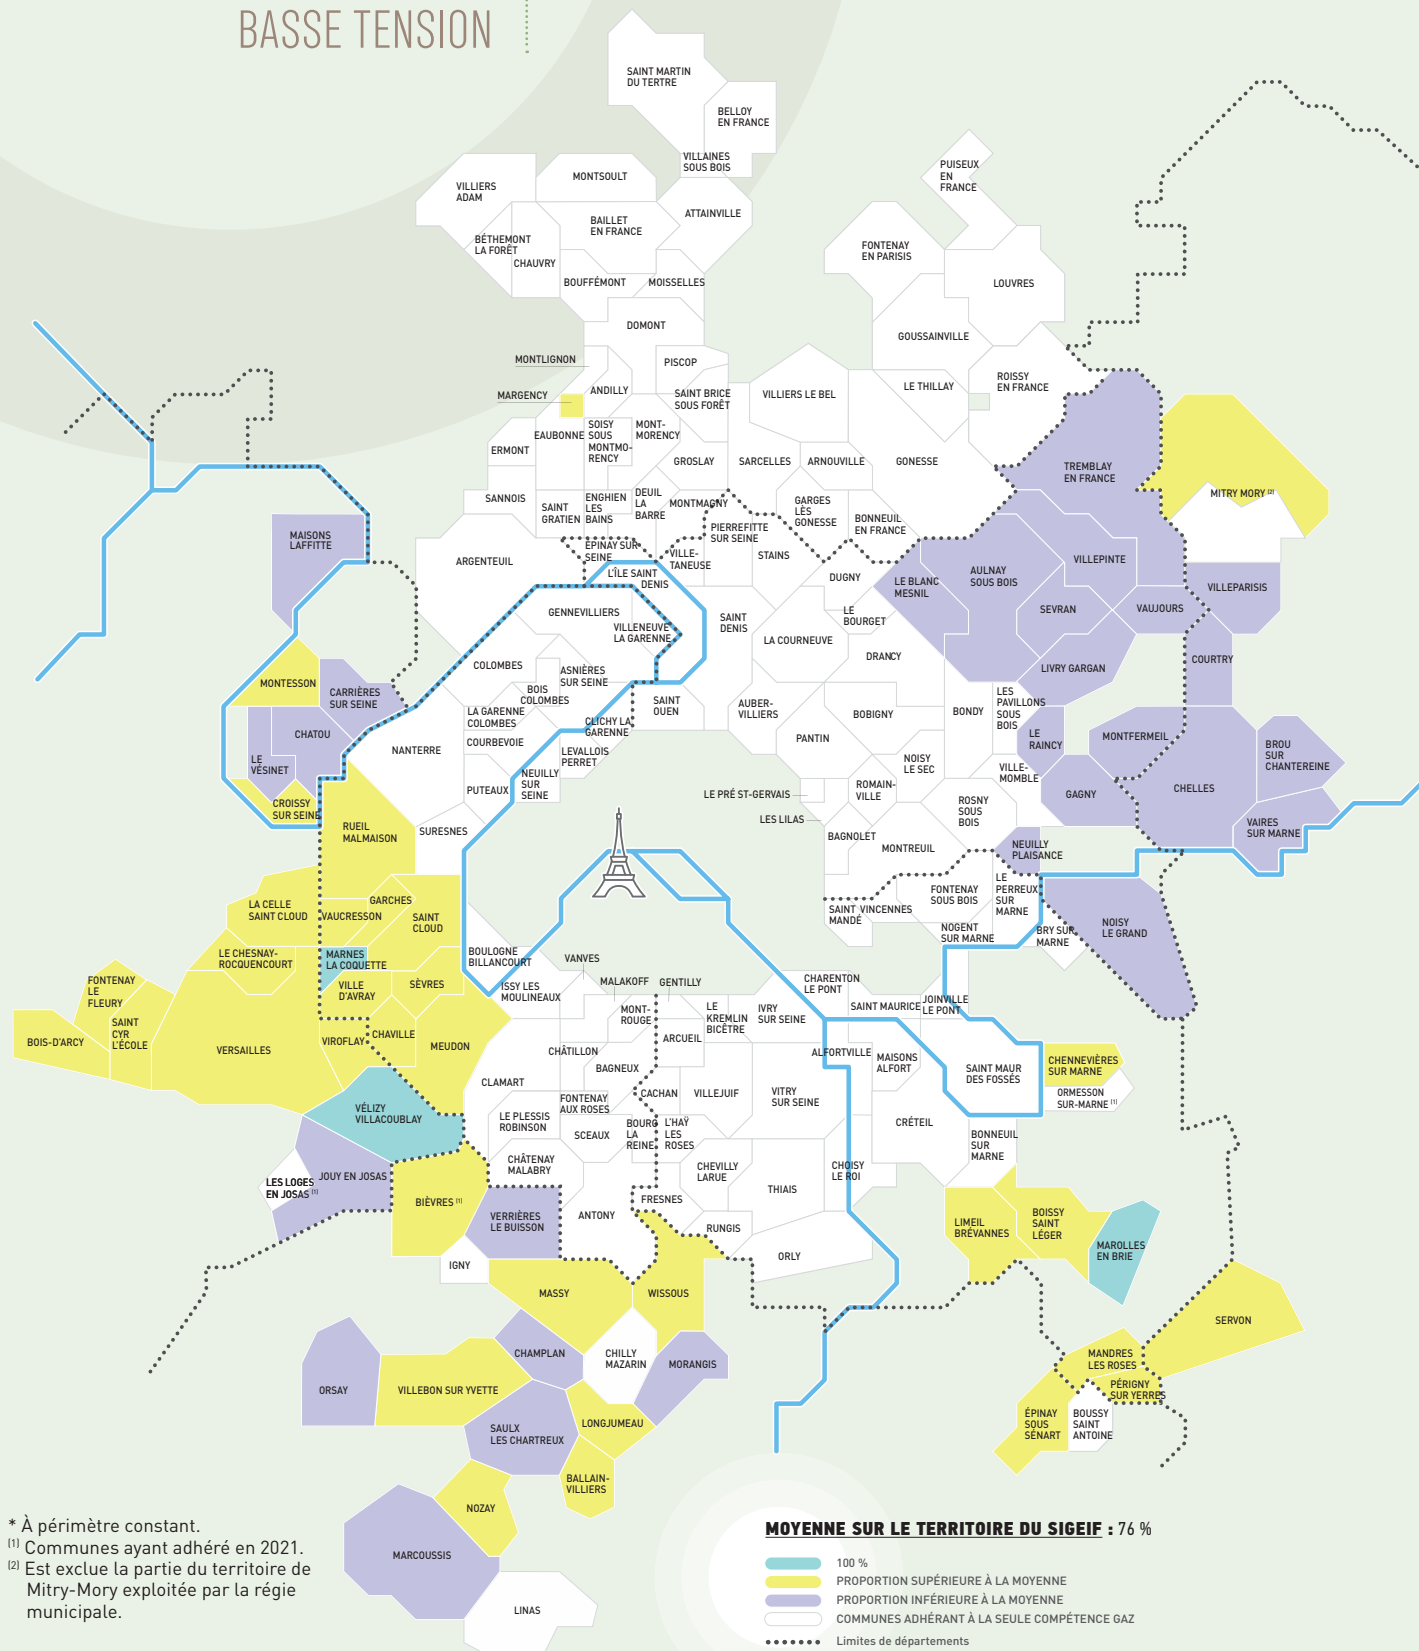 BASSE TENSION
SAINT MARTIN
DU TERTRE
BELLOY
EN FRANCE
VILLAINES
SOUS BOIS
PUISEUX
EN
FRANCE
MONTSOULT
VILLIERS
ADAM
ATTAINVILLE
BAILLET
EN FRANCE
BÉTHEMONT
LA FORÊT
CHAUVRY
FONTENAY
EN PARISIS
BOUFFÉMONT
MOISSELLES
LOUVRES
DOMONT
GOUSSAINVILLE
MONTLIGNON
PISCOP
ROISSY
EN FRANCE
MARGENCY
ANDILLY
SAINT BRICE
SOUS FORÊT
VILLIERS LE BEL
LE THILLAY
EAUBONNE
SOISY
SOUS
MONTMO-
RENCY
MONT-
MORENCY
ERMONT
GROSLAY
SARCELLES
ARNOUVILLE
GONESSE
TREMBLAY
EN FRANCE
MITRY MORY (2)
SANNOIS
SAINT
GRATIEN
ENGHIEN
LES
BAINS
DEUIL
LA
BARRE
MONTMAGNY
GARGES
LÈS
GONESSE
BONNEUIL
EN FRANCE
PIERREFITTE
SUR SEINE
MAISONS
LAFFITTE
ARGENTEUIL
ÉPINAY SUR
SEINE
VILLE-
TANEUSE
STAINS
L'ÎLE SAINT
DENIS
DUGNY
LE BLANC
MESNIL
AULNAY
SOUS BOIS
VILLEPINTE
VILLEPARISIS
GENNEVILLIERS
VILLENEUVE
LA GARENNE
SAINT
DENIS
LE
BOURGET
SEVRAN
VAUJOURS
LA COURNEUVE
DRANCY
COLOMBES
ASNIÈRES
SUR SEINE
LIVRY GARGAN
COURTRY
MONTESSON
CARRIÈRES
SUR SEINE
BOIS
COLOMBES
SAINT
OUEN
AUBER-
VILLIERS
LES
PAVILLONS
SOUS
BOIS
LA GARENNE
COLOMBES
CLICHY LA
GARENNE
BOBIGNY
BONDY
CHATOU
NANTERRE
COURBEVOIE
LEVALLOIS
PERRET
PANTIN
LE
RAINCY
MONTFERMEIL
BROU
SUR
CHANTEREINE
LE
VÉSINET
NOISY
LE SEC
VILLE-
MOMBLE
PUTEAUX
NEUILLY
SUR
SEINE
LE PRÉ ST-GERVAIS
ROMAIN-
VILLE
GAGNY
CHELLES
CROISSY
SUR SEINE
ROSNY
SOUS
BOIS
RUEIL
MALMAISON
SURESNES
LES LILAS
BAGNOLET
MONTREUIL
NEUILLY
PLAISANCE
VAIRES
SUR MARNE
LE
PERREUX
SUR
MARNE
FONTENAY
SOUS BOIS
LA CELLE
SAINT CLOUD
GARCHES
VAUCRESSON
SAINT
CLOUD
SAINT
MANDÉ
VINCENNES
NOISY
LE GRAND
NOGENT
SUR MARNE
BRY SUR
MARNE
LE CHESNAY-
ROCQUENCOURT
MARNES
LA COQUETTE
BOULOGNE
BILLANCOURT
VANVES
MALAKOFF
GENTILLY
CHARENTON
LE PONT
FONTENAY
LE
FLEURY
VILLE
D'AVRAY
SÈVRES
ISSY LES
MOULINEAUX
MONT-
ROUGE
LE
KREMLIN
BICÊTRE
IVRY
SUR SEINE
SAINT MAURICE
JOINVILLE
LE PONT
SAINT
CYR
L'ÉCOLE
BOIS-D'ARCY
VERSAILLES
VIROFLAY
CHAVILLE
MEUDON
ARCUEIL
CHÂTILLON
ALFORTVILLE
MAISONS
ALFORT
SAINT MAUR
DES FOSSÉS
CHENNEVIÈRES
SUR MARNE
BAGNEUX
CLAMART
CACHAN
VILLEJUIF
VITRY
SUR SEINE
ORMESSON
SUR-MARNE (1)
VÉLIZY
VILLACOUBLAY
FONTENAY
AUX ROSES
LE PLESSIS
ROBINSON
SCEAUX
BOURG
LA
REINE
L'HAŸ
LES
ROSES
CRÉTEIL
BONNEUIL
SUR
MARNE
CHÂTENAY
MALABRY
CHEVILLY
LARUE
CHOISY
LE ROI
JOUY EN JOSAS
LES LOGES
EN JOSAS (1)
BIÈVRES (1)
FRESNES
THIAIS
VERRIÈRES
LE BUISSON
ANTONY
RUNGIS
LIMEIL
BRÉVANNES
BOISSY
SAINT
LÉGER
MAROLLES
EN BRIE
IGNY
ORLY
MASSY
WISSOUS
SERVON
CHAMPLAN
CHILLY
MAZARIN
MORANGIS
MANDRES
LES ROSES
ORSAY
VILLEBON SUR YVETTE
PÉRIGNY
SUR YERRES
SAULX
LES CHARTREUX
LONGJUMEAU
ÉPINAY
SOUS
SÉNART
BOUSSY
SAINT
ANTOINE
BALLAIN-
VILLIERS
NOZAY
MARCOUSSIS
LINAS
* À périmètre constant.
(1) Communes ayant adhéré en 2021.
(2) Est exclue la partie du territoire de
Mitry-Mory exploitée par la régie
municipale.
MOYENNE SUR LE TERRITOIRE DU SIGEIF : 76 %
100 %
PROPORTION SUPÉRIEURE À LA MOYENNE
PROPORTION INFÉRIEURE À LA MOYENNE
COMMUNES ADHÉRANT À LA SEULE COMPÉTENCE GAZ
Limites de départements